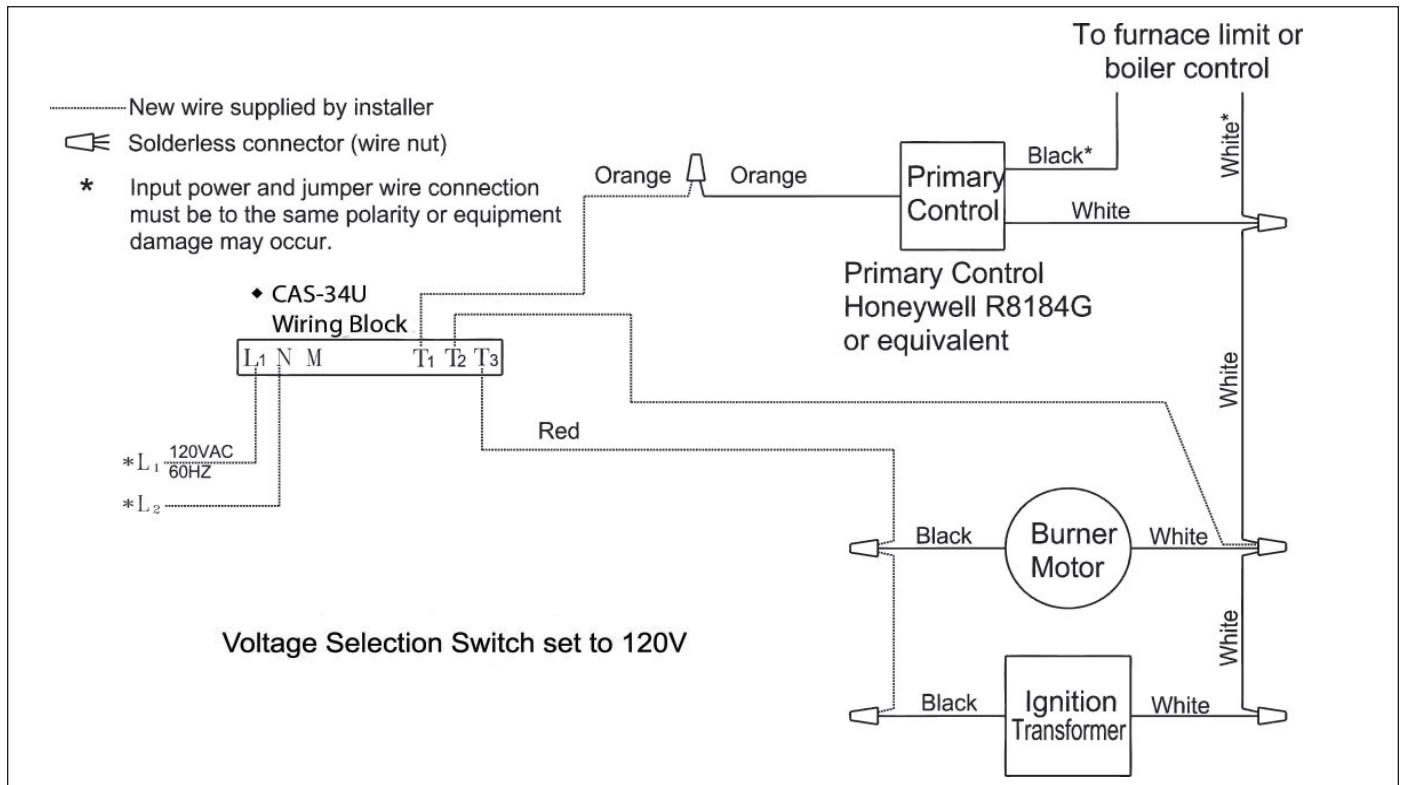 To furnace limit or
boiler control
New wire supplied by installer
Solderless connector (wire nut)
* Input power and jumper wire connection
must be to the same polarity or equipment
damage may occur.
Orange
Orange
Primary
Control
Black*
White*
White
Primary Control
Honeywell R8184G
or equivalent
◆ CAS-34U
Wiring Block
L1 N M T1 T2 T3
White
Red
*L1 120VAC
60HZ
*L2
Black
Burner
Motor
White
Voltage Selection Switch set to 120V
White
Black
Ignition
Transformer
White